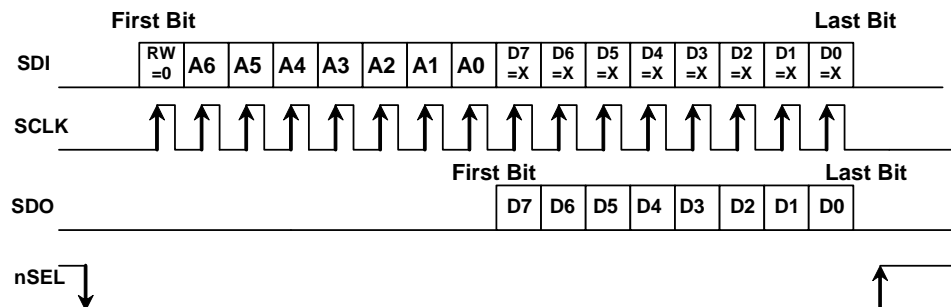 First Bit Last Bit
SDI RW =0 A6 A5 A4 A3 A2 A1 A0 D7 =X D6 =X D5 =X D4 =X D3 =X D2 =X D1 =X D0 =X
SCLK
First Bit Last Bit
SDO D7 D6 D5 D4 D3 D2 D1 D0
nSEL